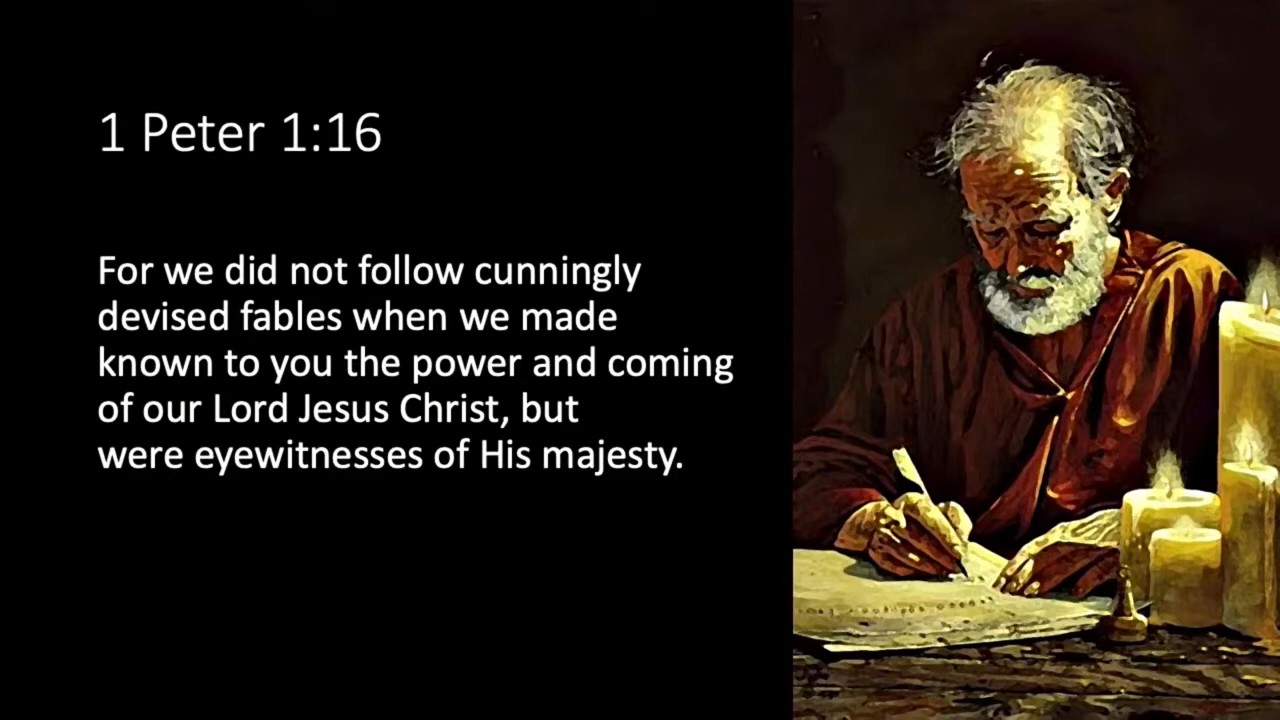 1 Peter 1:16
For we did not follow cunningly
devised fables when we made
known to you the power and coming
of our Lord Jesus Christ, but
were eyewitnesses of His majesty.